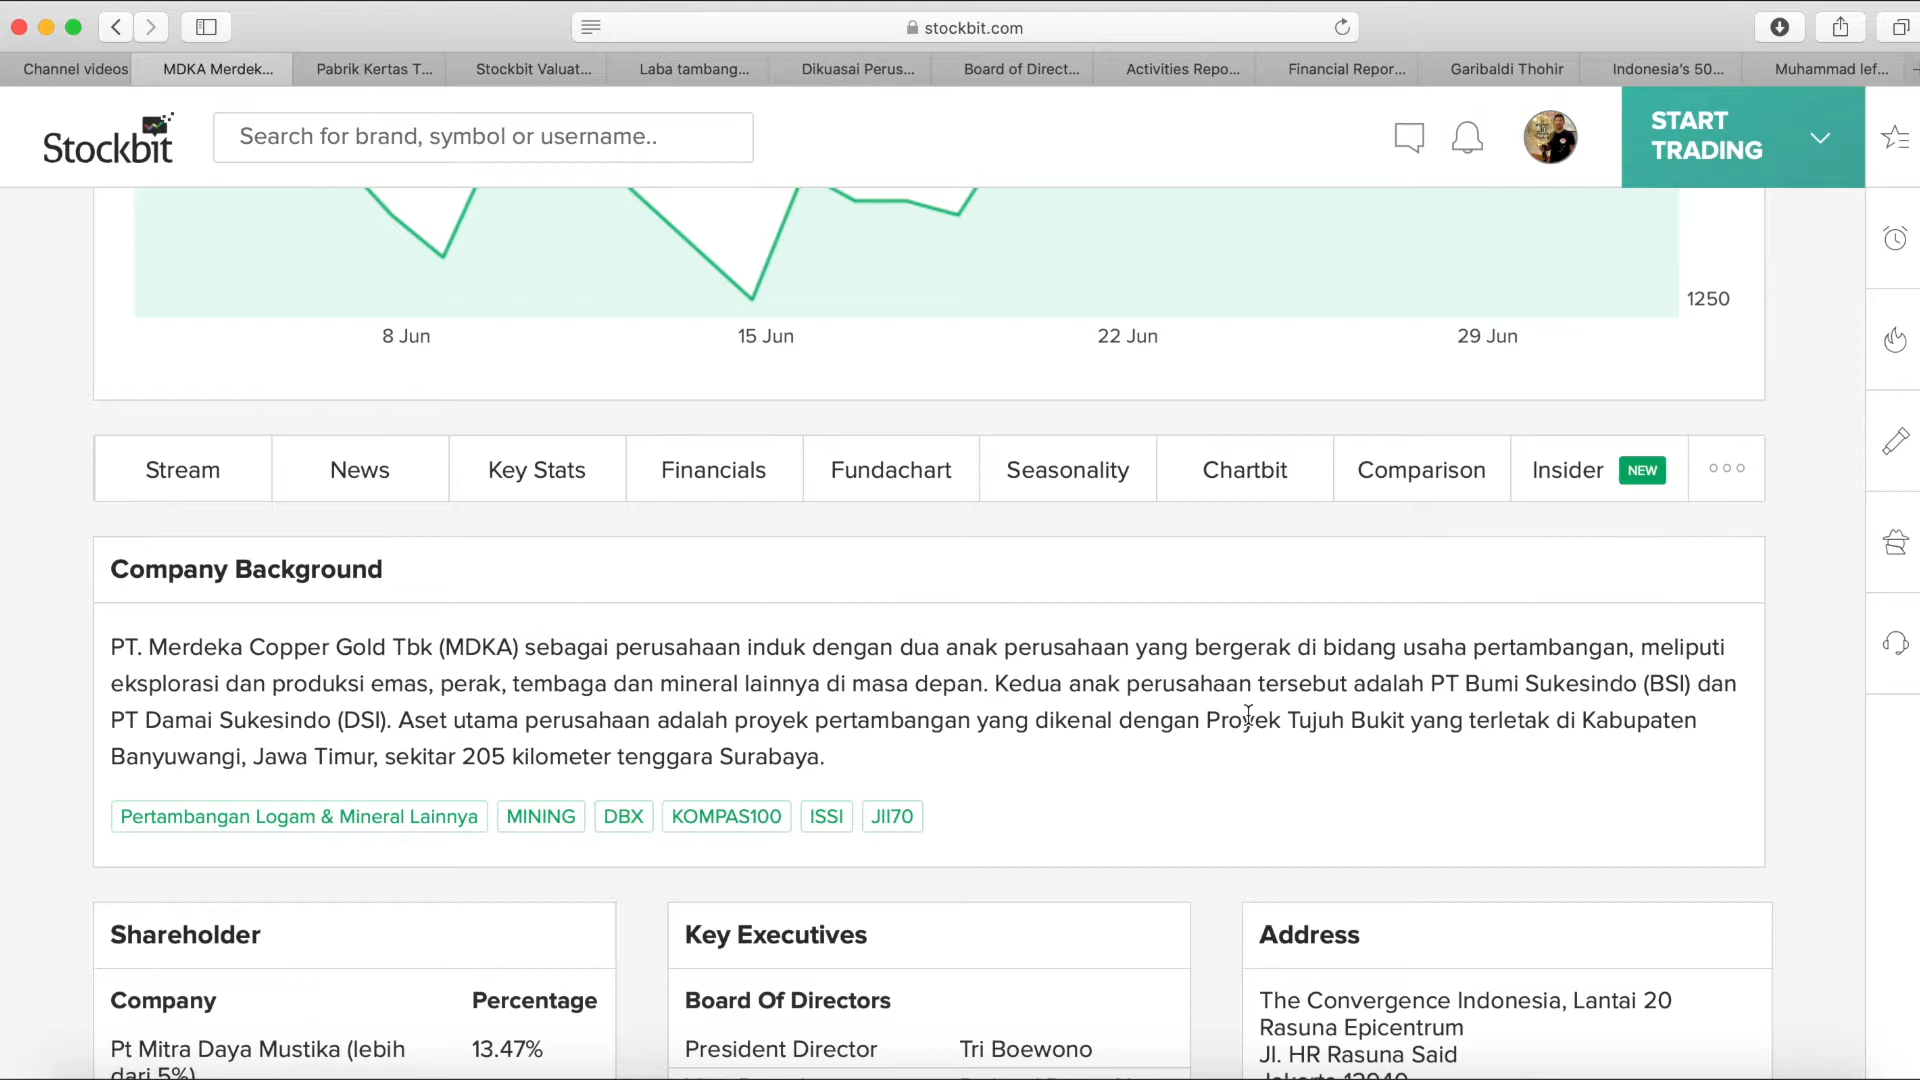 stockbit.com
Channel videos
MDKA Merdek...
Pabrik Kertas T...
Stockbit Valuat...
Laba tambang...
Dikuasai Perus...
Board of Direct...
Activities Repo...
Financial Repor...
Garibaldi Thohir
Indonesia's 50...
Muhammad lef...
Stockbit
Search for brand, symbol or username..
START
TRADING
1250
8 Jun
15 Jun
22 Jun
29 Jun
Stream
News
Key Stats
Financials
Fundachart
Seasonality
Chartbit
Comparison
Insider NEW
Company Background
PT. Merdeka Copper Gold Tbk (MDKA) sebagai perusahaan induk dengan dua anak perusahaan yang bergerak di bidang usaha pertambangan, meliputi
eksplorasi dan produksi emas, perak, tembaga dan mineral lainnya di masa depan. Kedua anak perusahaan tersebut adalah PT Bumi Sukesindo (BSI) dan
PT Damai Sukesindo (DSI). Aset utama perusahaan adalah proyek pertambangan yang dikenal dengan Proyek Tujuh Bukit yang terletak di Kabupaten
Banyuwangi, Jawa Timur, sekitar 205 kilometer tenggara Surabaya.
Pertambangan Logam & Mineral Lainnya
MINING
DBX
KOMPAS100
ISSI
JII70
Shareholder
Company Percentage
Pt Mitra Daya Mustika (lebih 13.47%
dari 5%)
Key Executives
Board Of Directors
President Director Tri Boewono
Address
The Convergence Indonesia, Lantai 20
Rasuna Epicentrum
Jl. HR Rasuna Said
Jakarta 12940